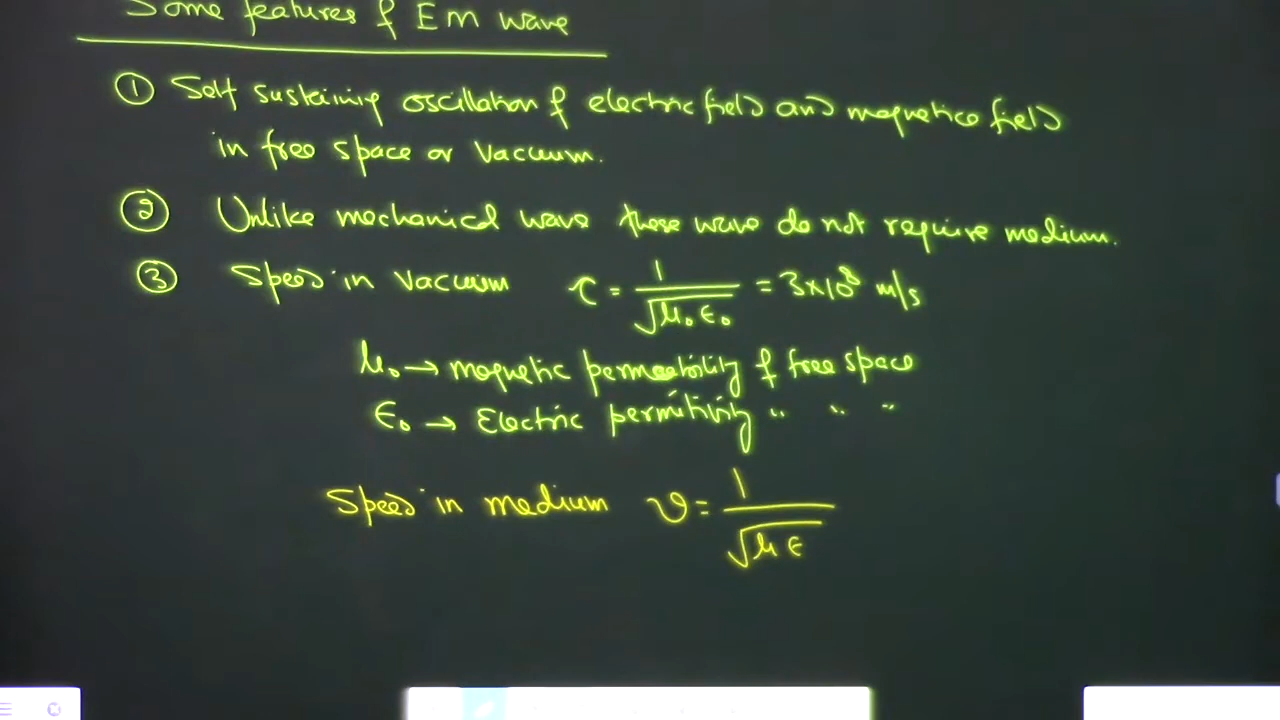 Some features of EM wave
① Self sustaining oscillation of electric field and magnetice field
in free space or vacuum.
② Unlike mechanical wave these wave do not require medium.
③ Speed in vacuum c = 1/√μ₀ε₀ = 3×10⁸ m/s
μ₀ → magnetic permeability of free space
ε₀ → Electric permitivity " " "
Speed in medium v = 1/√με